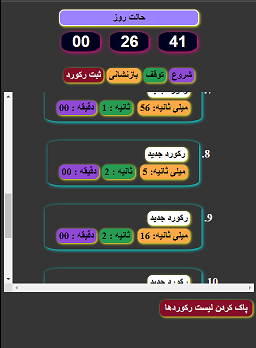 حالت روز
00 26 41
شروع توقف بازنشانی ثبت رکورد
میلی ثانیه: 56 ثانیه : 1 دقیقه : 00
8.
رکورد جدید
میلی ثانیه: 5 ثانیه : 2 دقیقه : 00
9.
رکورد جدید
میلی ثانیه: 16 ثانیه : 2 دقیقه : 00
10
رکورد جدید
پاک کردن لیست رکوردها